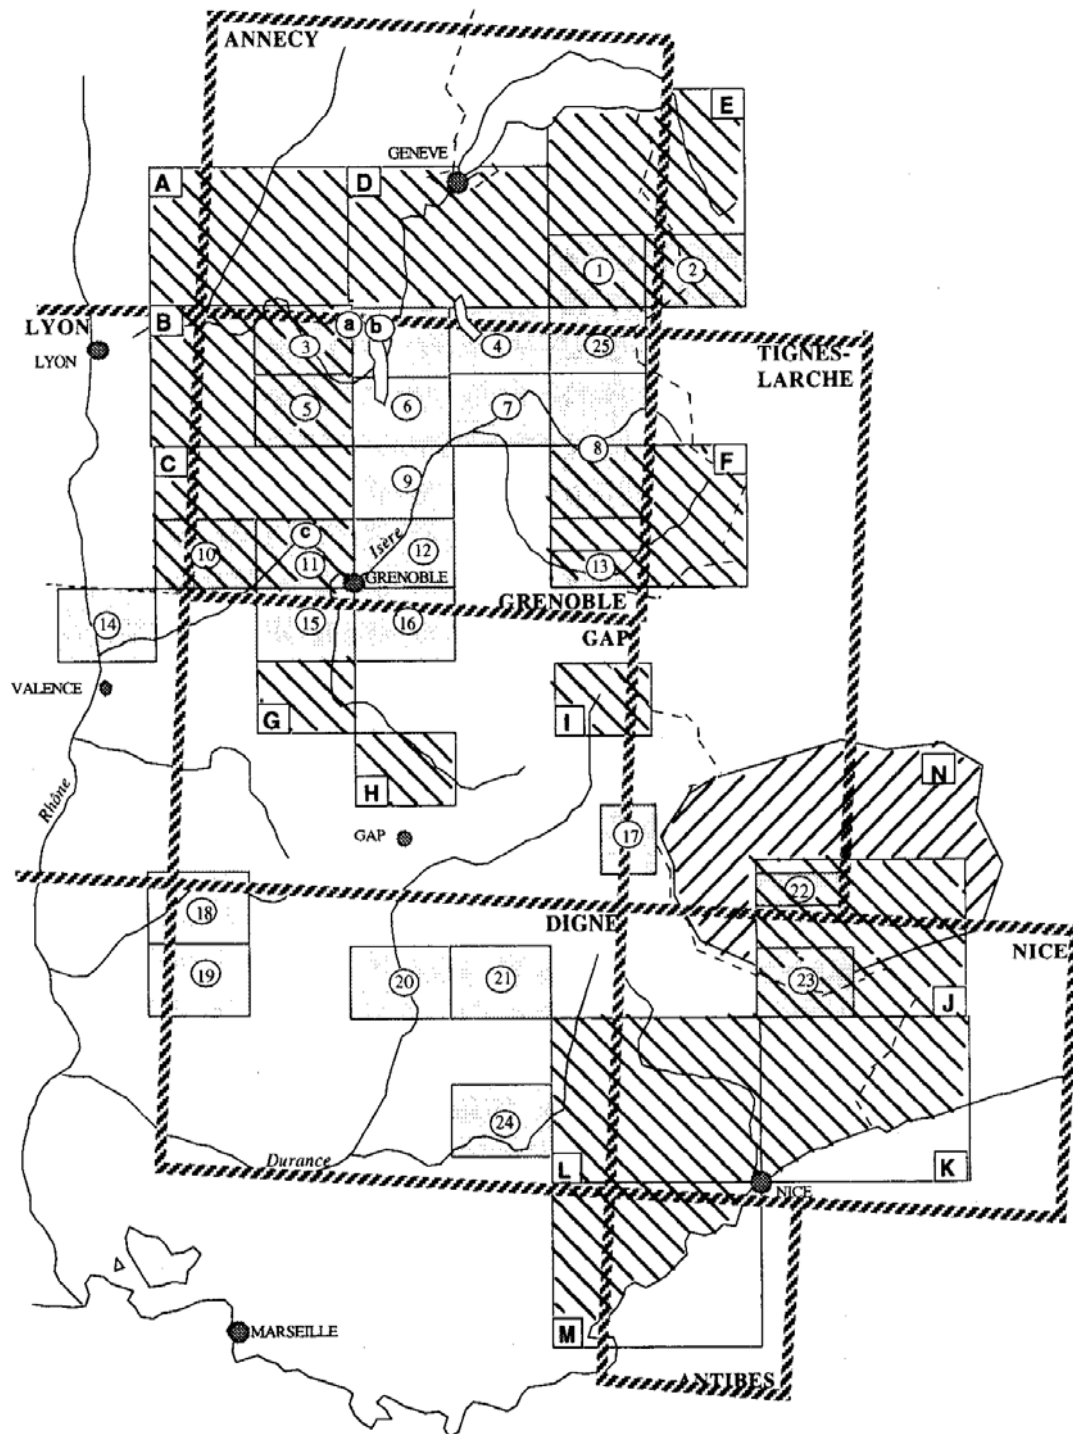 ANNECY
E
GENEVE
A
D
1
2
B
a
b
LYON
LYON
3
4
25
TIGNES-
LARCHE
5
6
7
8
C
F
9
c
Isère
10
11
12
13
GRENOBLE
GRENOBLE
14
15
16
GAP
VALENCE
G
I
N
H
Rhône
GAP
17
22
18
DIGNE
NICE
19
20
21
23
J
24
Durance
L
K
NICE
M
MARSEILLE
ANTIBES